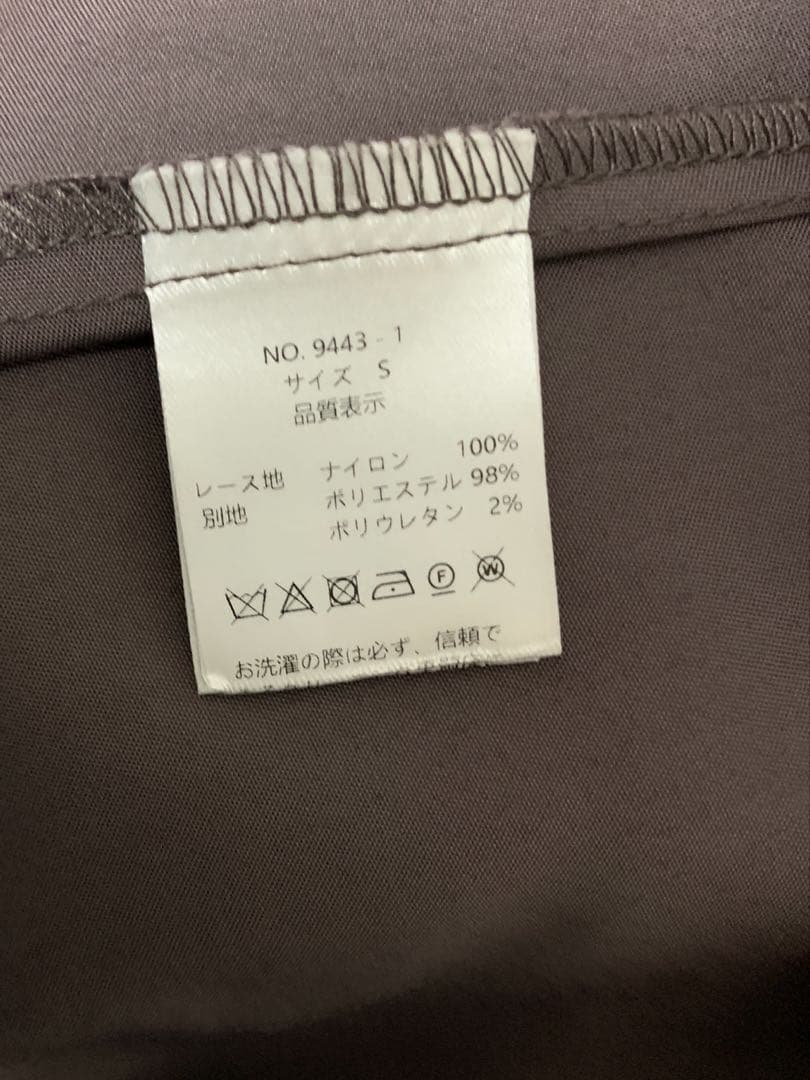 NO. 9443 - 1
サイズ S
品質表示
レース地 ナイロン 100%
別地 ポリエステル 98%
ポリウレタン 2%
F W
お洗濯の際は必ず、信頼で